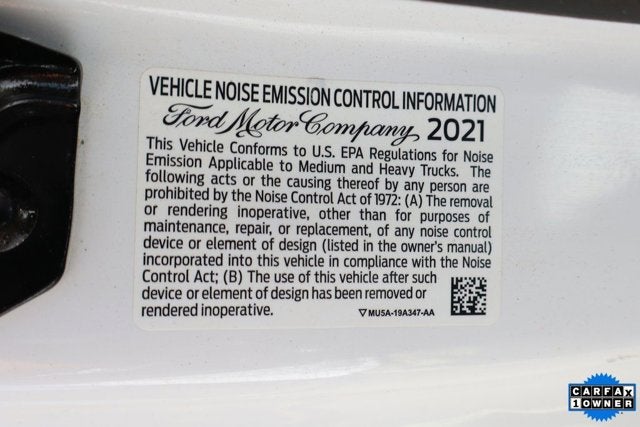 VEHICLE NOISE EMISSION CONTROL INFORMATION
Ford Motor Company 2021
This Vehicle Conforms to U.S. EPA Regulations for Noise
Emission Applicable to Medium and Heavy Trucks. The
following acts or the causing thereof by any person are
prohibited by the Noise Control Act of 1972: (A) The removal
or rendering inoperative, other than for purposes of
maintenance, repair, or replacement, of any noise control
device or element of design (listed in the owner's manual)
incorporated into this vehicle in compliance with the Noise
Control Act; (B) The use of this vehicle after such
device or element of design has been removed or
rendered inoperative.
MU5A-19A347-AA
CARFAX
1 OWNER